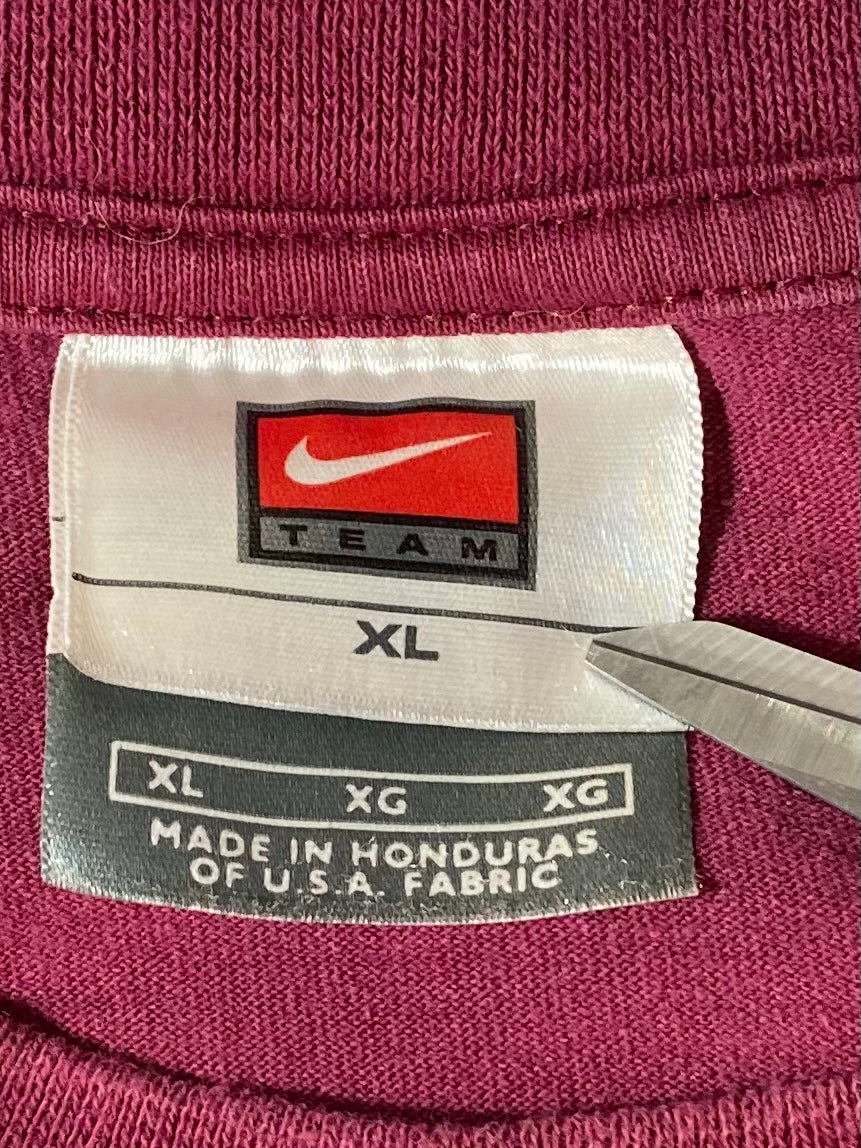 TEAM
XL
XL XG XG
MADE IN HONDURAS
OF U.S.A. FABRIC